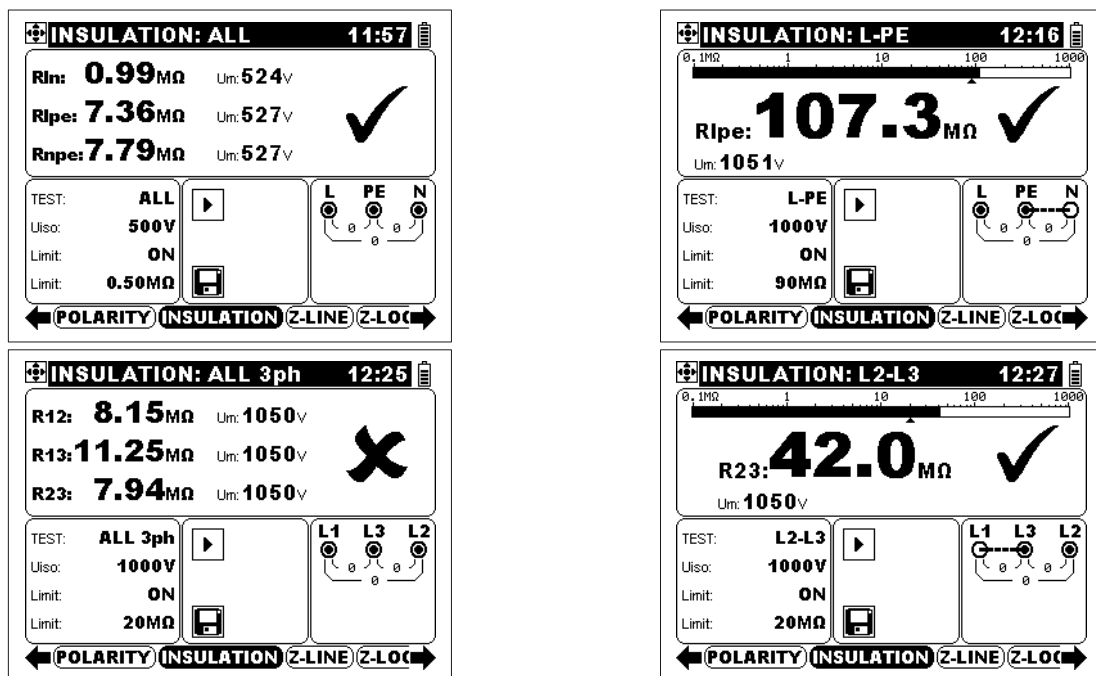 INSULATION: ALL 11:57
Rln: 0.99MΩ Um: 524V
Rlpe: 7.36MΩ Um: 527V
Rnpe: 7.79MΩ Um: 527V
TEST: ALL
Uiso: 500V
Limit: ON
Limit: 0.50MΩ
L PE N
0 0
0
POLARITY INSULATION Z-LINE Z-LO(
INSULATION: L-PE 12:16
0.1MΩ 1 10 100 1000
Rlpe: 107.3MΩ
Um: 1051V
TEST: L-PE
Uiso: 1000V
Limit: ON
Limit: 90MΩ
L PE N
0 0
0
POLARITY INSULATION Z-LINE Z-LO(
INSULATION: ALL 3ph 12:25
R12: 8.15MΩ Um: 1050V
R13: 11.25MΩ Um: 1050V
R23: 7.94MΩ Um: 1050V
TEST: ALL 3ph
Uiso: 1000V
Limit: ON
Limit: 20MΩ
L1 L3 L2
0 0
0
POLARITY INSULATION Z-LINE Z-LO(
INSULATION: L2-L3 12:27
0.1MΩ 1 10 100 1000
R23: 42.0MΩ
Um: 1050V
TEST: L2-L3
Uiso: 1000V
Limit: ON
Limit: 20MΩ
L1 L3 L2
0 0
0
POLARITY INSULATION Z-LINE Z-LO(